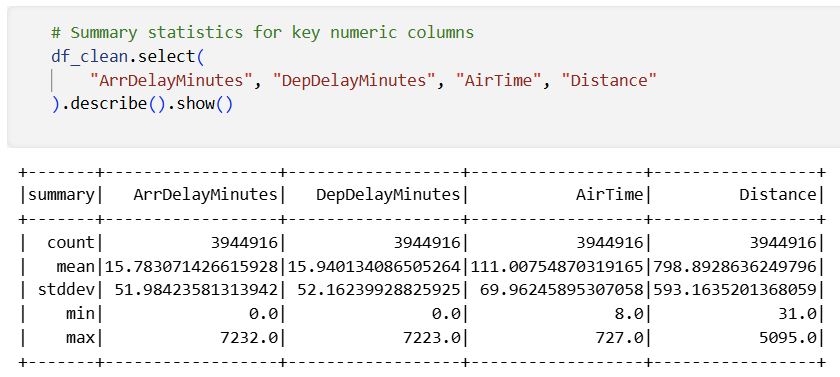 # Summary statistics for key numeric columns
df_clean.select(
    "ArrDelayMinutes", "DepDelayMinutes", "AirTime", "Distance"
).describe().show()
+-------+------------------+------------------+------------------+-----------------+
|summary|   ArrDelayMinutes|   DepDelayMinutes|           AirTime|         Distance|
+-------+------------------+------------------+------------------+-----------------+
|  count|           3944916|           3944916|           3944916|          3944916|
|   mean|15.783071426615928|15.940134086505264|111.00754870319165|798.8928636249796|
| stddev| 51.98423581313942| 52.16239928825925| 69.96245895307058|593.1635201368059|
|    min|               0.0|               0.0|               8.0|             31.0|
|    max|            7232.0|            7223.0|             727.0|           5095.0|
+-------+------------------+------------------+------------------+-----------------+